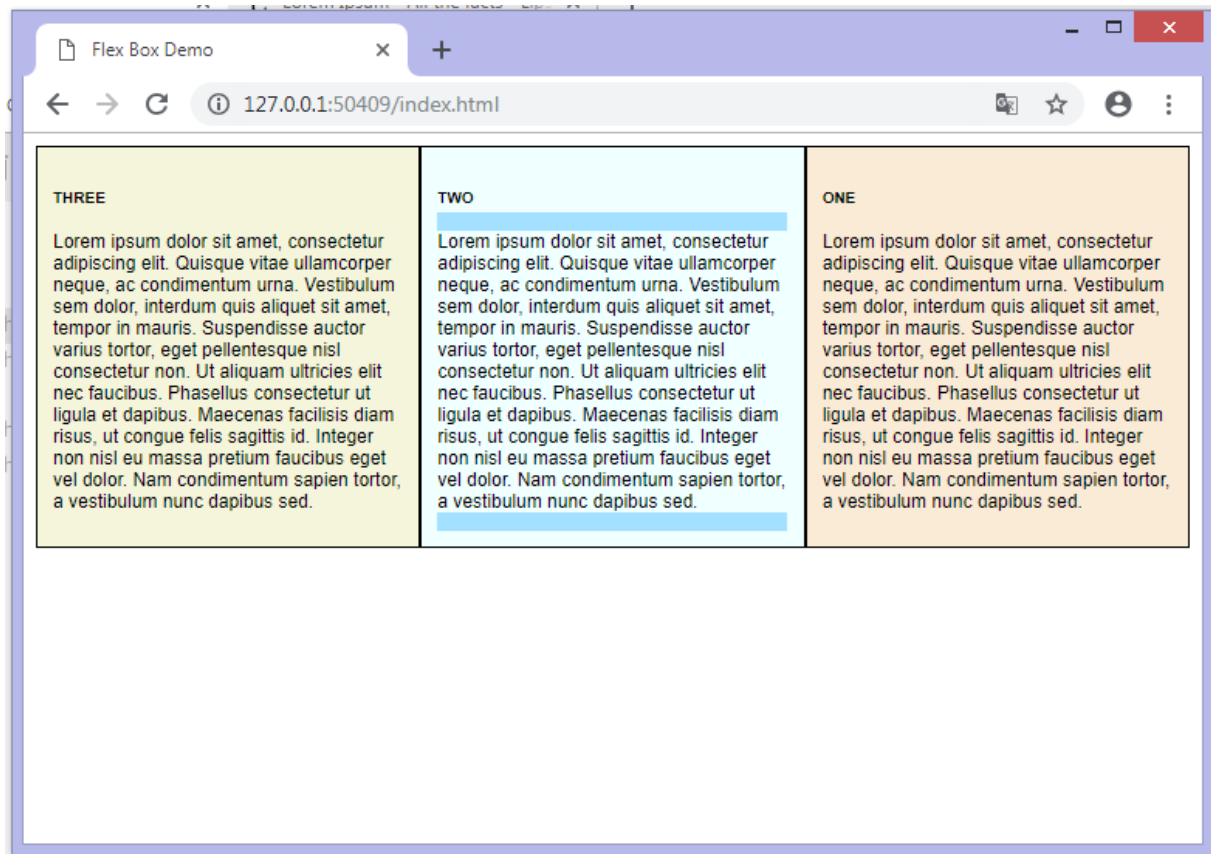 Flex Box Demo
127.0.0.1:50409/index.html
THREE
Lorem ipsum dolor sit amet, consectetur
adipiscing elit. Quisque vitae ullamcorper
neque, ac condimentum urna. Vestibulum
sem dolor, interdum quis aliquet sit amet,
tempor in mauris. Suspendisse auctor
varius tortor, eget pellentesque nisl
consectetur non. Ut aliquam ultricies elit
nec faucibus. Phasellus consectetur ut
ligula et dapibus. Maecenas facilisis diam
risus, ut congue felis sagittis id. Integer
non nisl eu massa pretium faucibus eget
vel dolor. Nam condimentum sapien tortor,
a vestibulum nunc dapibus sed.
TWO
Lorem ipsum dolor sit amet, consectetur
adipiscing elit. Quisque vitae ullamcorper
neque, ac condimentum urna. Vestibulum
sem dolor, interdum quis aliquet sit amet,
tempor in mauris. Suspendisse auctor
varius tortor, eget pellentesque nisl
consectetur non. Ut aliquam ultricies elit
nec faucibus. Phasellus consectetur ut
ligula et dapibus. Maecenas facilisis diam
risus, ut congue felis sagittis id. Integer
non nisl eu massa pretium faucibus eget
vel dolor. Nam condimentum sapien tortor,
a vestibulum nunc dapibus sed.
ONE
Lorem ipsum dolor sit amet, consectetur
adipiscing elit. Quisque vitae ullamcorper
neque, ac condimentum urna. Vestibulum
sem dolor, interdum quis aliquet sit amet,
tempor in mauris. Suspendisse auctor
varius tortor, eget pellentesque nisl
consectetur non. Ut aliquam ultricies elit
nec faucibus. Phasellus consectetur ut
ligula et dapibus. Maecenas facilisis diam
risus, ut congue felis sagittis id. Integer
non nisl eu massa pretium faucibus eget
vel dolor. Nam condimentum sapien tortor,
a vestibulum nunc dapibus sed.